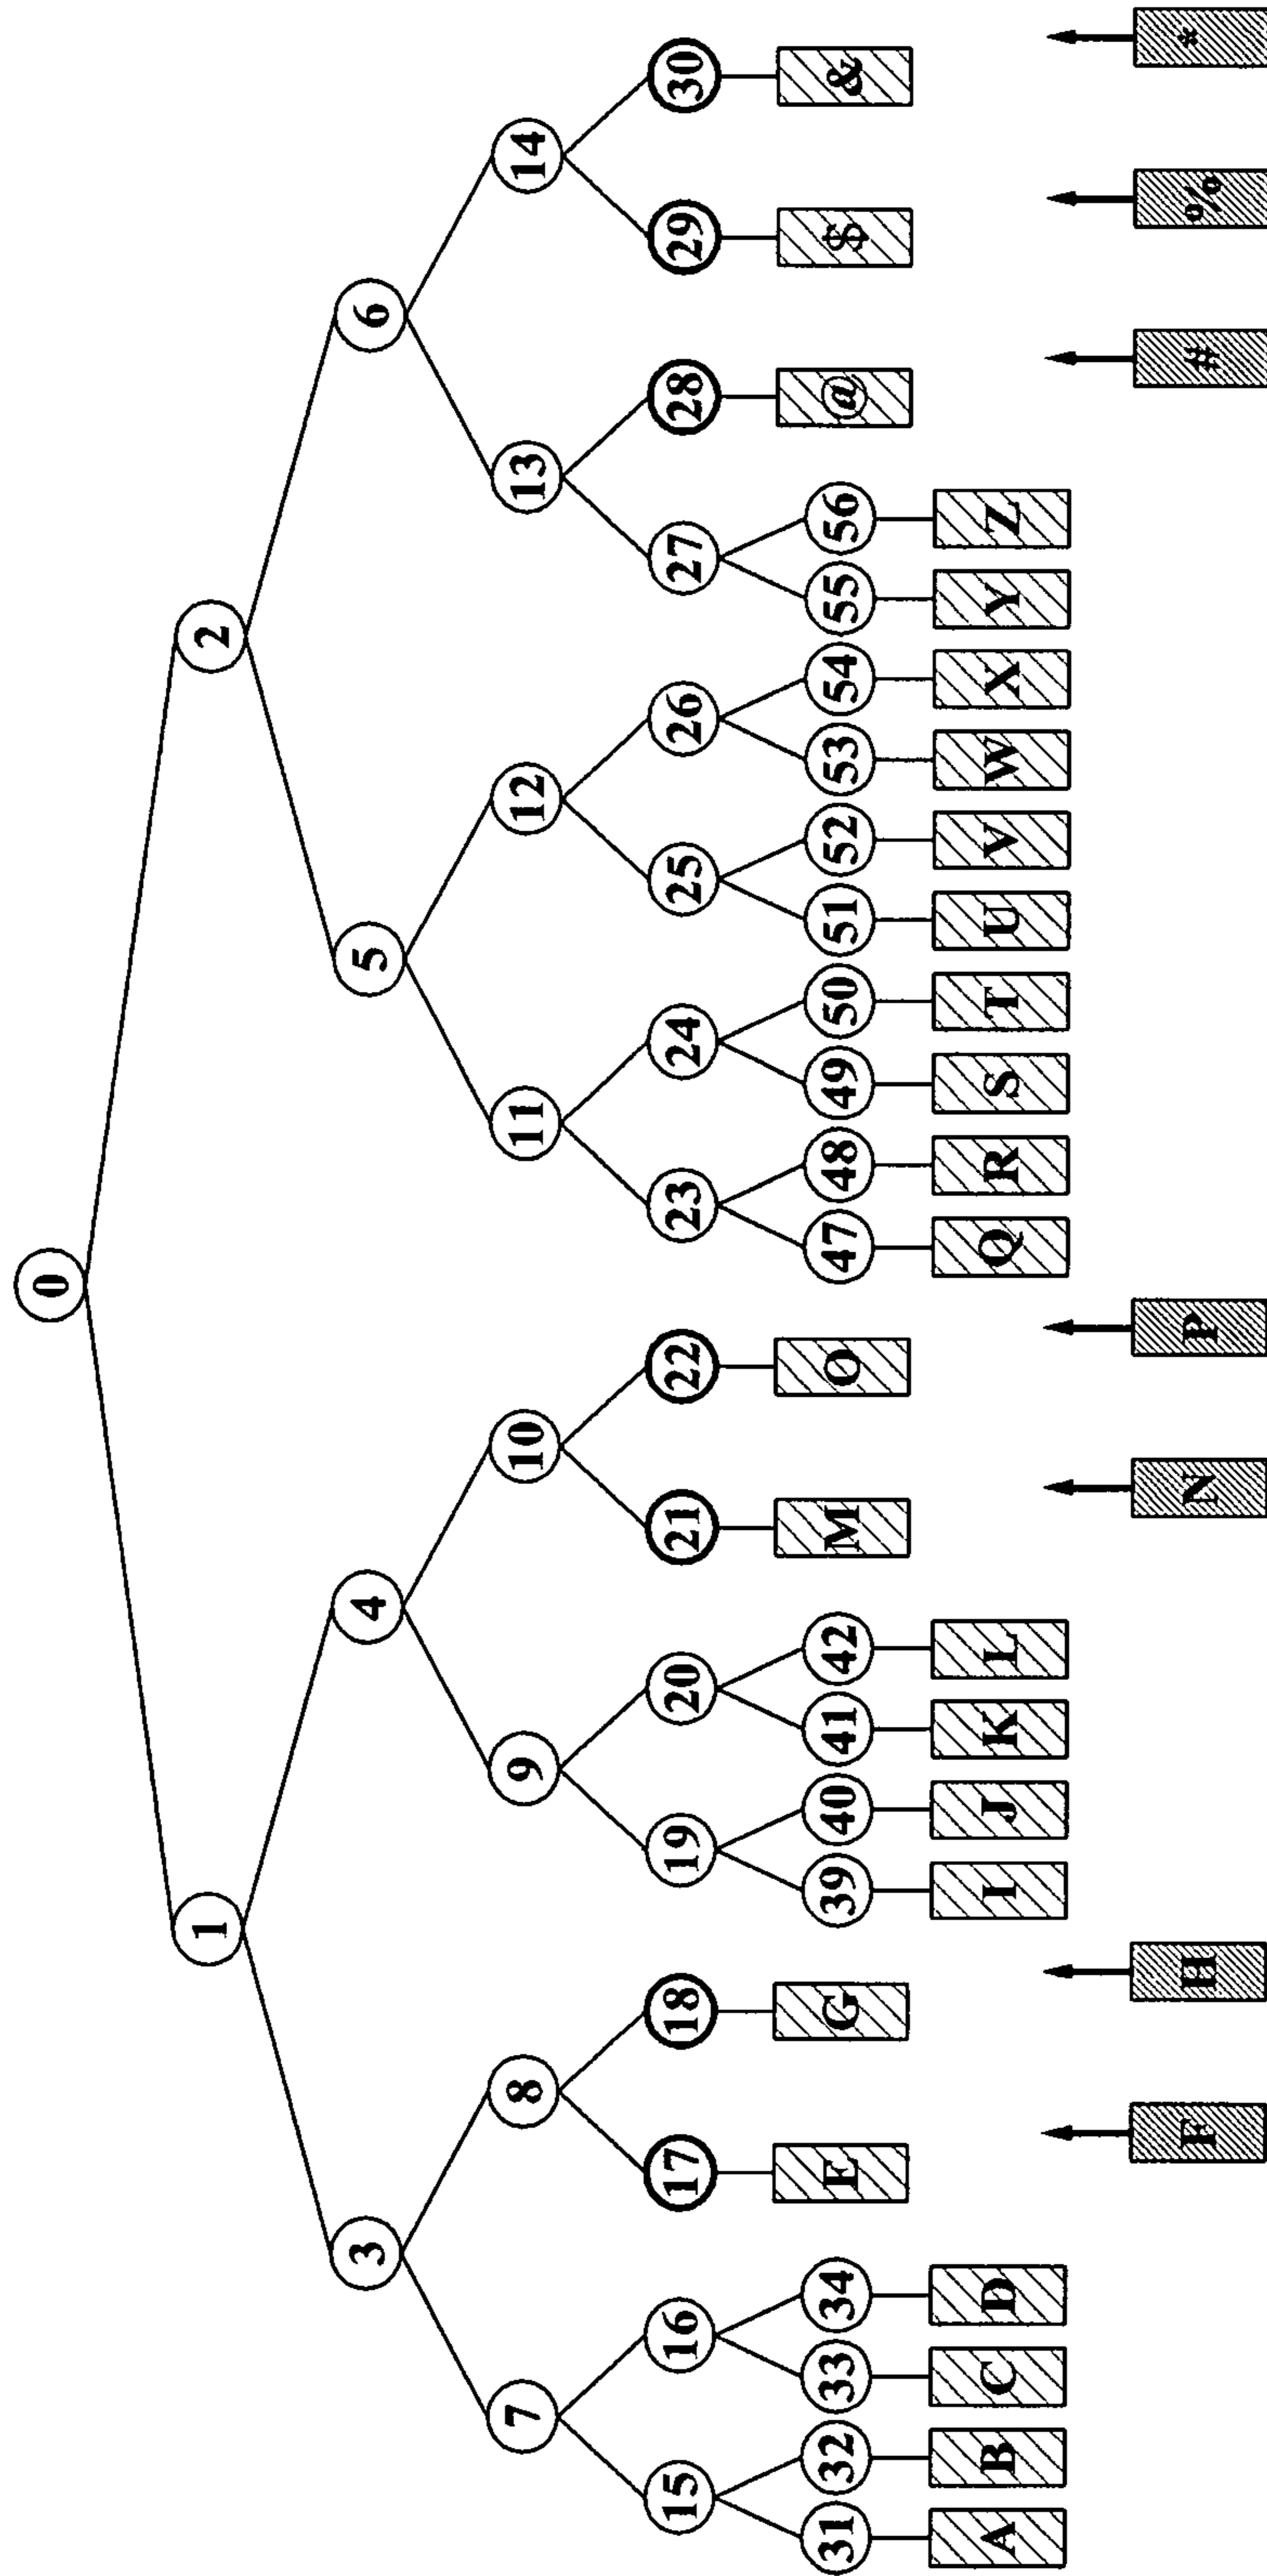 0
1 2
3 4 5 6
7 8 9 10 11 12 13 14
15 16 17 18 19 20 21 22 23 24 25 26 27 28 29 30
E G M O @ $ &
31 32 33 34 39 40 41 42 47 48 49 50 51 52 53 54 55 56
A B C D I J K L Q R S T U V W X Y Z
F H N P # % *